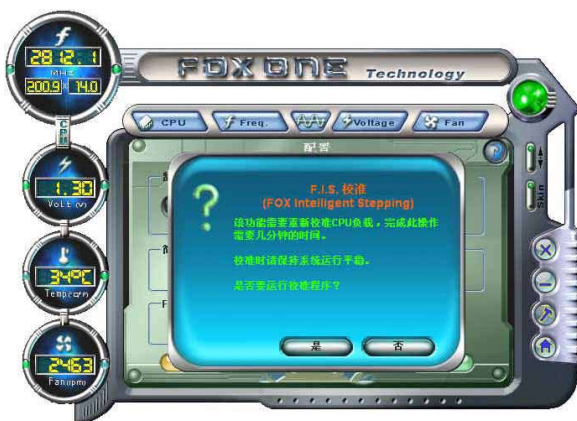 2812.1
MHz
200.9 x 14.0
CPU
1.30
Volt(v)
34°C
Temp(c/f)
2463
Fan(rpm)
FOX ONE Technology
CPU
Freq.
Voltage
Fan
配置
Skin
F.I.S. 校准
(FOX Intelligent Stepping)
该功能需要重新校准CPU负载，完成此操作
需要几分钟的时间。
校准时请保持系统运行平稳。
是否要运行校准程序？
是
否